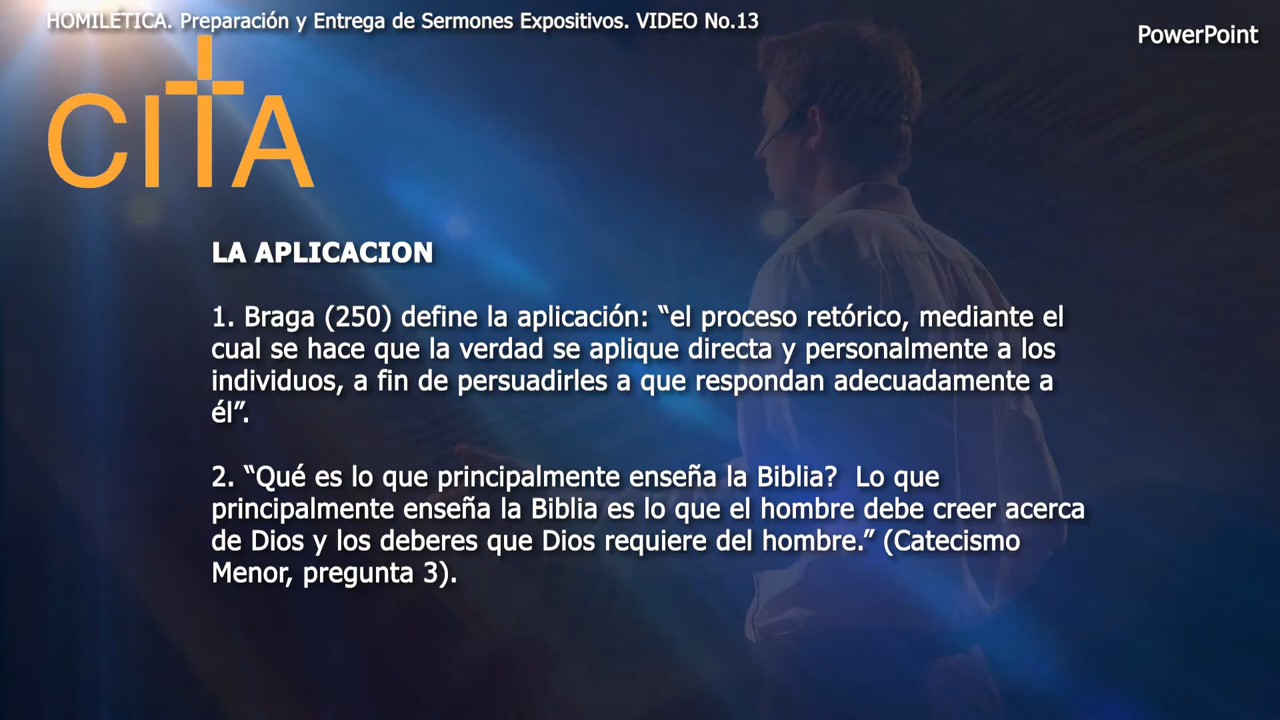 HOMILÉTICA. Preparación y Entrega de Sermones Expositivos. VIDEO No.13
PowerPoint
CITA
LA APLICACION
1. Braga (250) define la aplicación: “el proceso retórico, mediante el
cual se hace que la verdad se aplique directa y personalmente a los
individuos, a fin de persuadirles a que respondan adecuadamente a
él”.
2. “Qué es lo que principalmente enseña la Biblia?  Lo que
principalmente enseña la Biblia es lo que el hombre debe creer acerca
de Dios y los deberes que Dios requiere del hombre.” (Catecismo
Menor, pregunta 3).